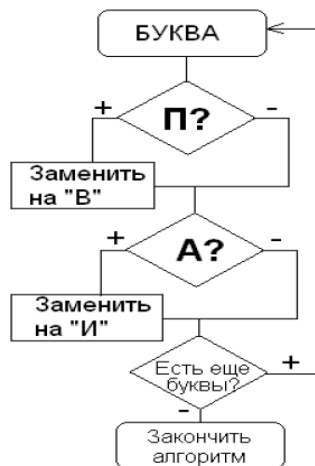 БУКВА
+ П? -
Заменить
на "В"
+ А? -
Заменить
на "И"
Есть еще +
буквы?
-
Закончить
алгоритм